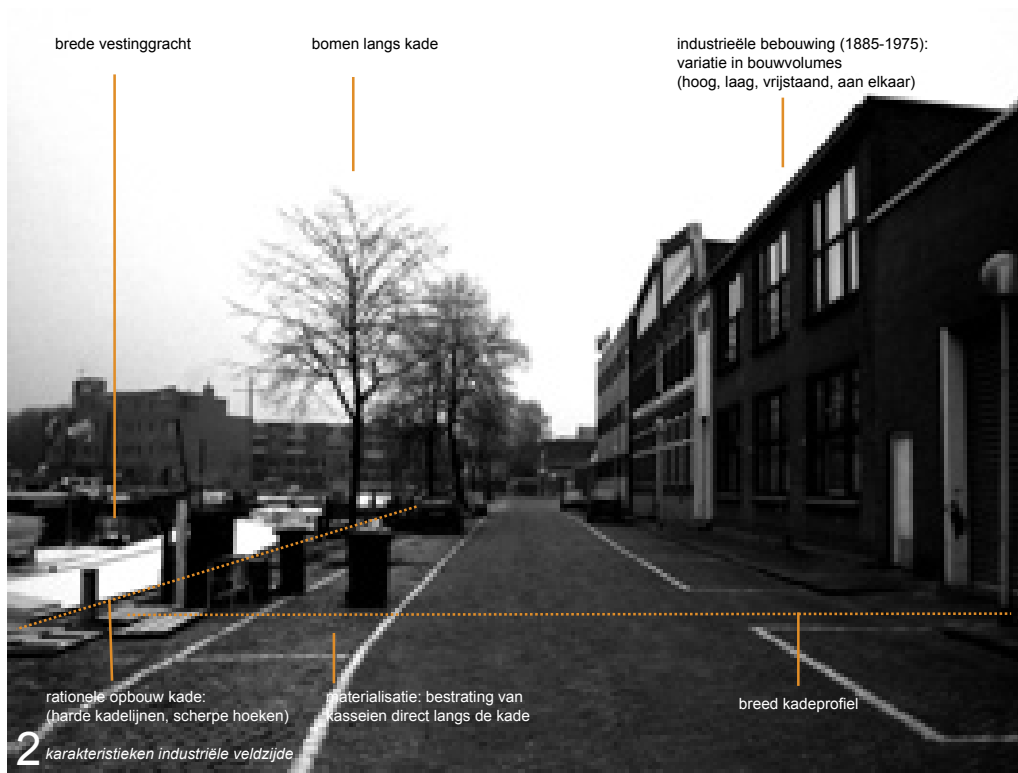 brede vestinggracht
bomen langs kade
industrieële bebouwing (1885-1975):
variatie in bouwvolumes
(hoog, laag, vrijstaand, aan elkaar)
rationele opbouw kade:
(harde kadelijnen, scherpe hoeken)
materialisatie: bestrating van
kasseien direct langs de kade
breed kadeprofiel
2 karakteristieken industriële veldzijde